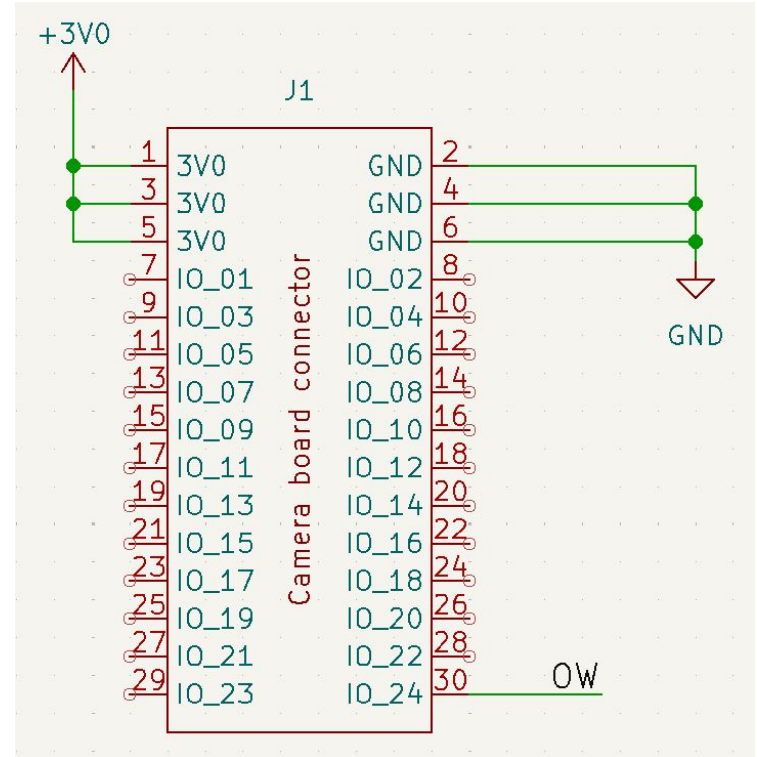 +3V0
J1
1 3V0 GND 2
3 3V0 GND 4
5 3V0 GND 6
7 IO_01 IO_02 8
9 IO_03 IO_04 10
11 IO_05 IO_06 12
13 IO_07 IO_08 14
15 IO_09 IO_10 16
17 IO_11 IO_12 18
19 IO_13 IO_14 20
21 IO_15 IO_16 22
23 IO_17 IO_18 24
25 IO_19 IO_20 26
27 IO_21 IO_22 28
29 IO_23 IO_24 30
Camera board connector
GND
OW